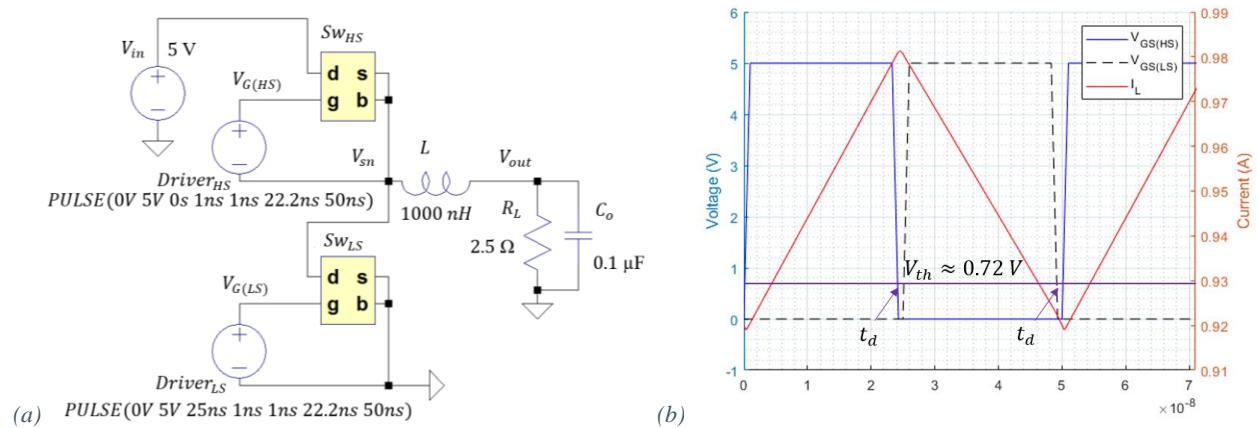 Sw_HS
V_in
5 V
d s
g b
V_G(HS)
Driver_HS
PULSE(0V 5V 0s 1ns 1ns 22.2ns 50ns)
V_sn
L
V_out
1000 nH
R_L
C_o
2.5 Ω
0.1 μF
Sw_LS
d s
g b
V_G(LS)
Driver_LS
PULSE(0V 5V 25ns 1ns 1ns 22.2ns 50ns)
(a)
6
5
4
3
2
1
0
-1
Voltage (V)
V_GS(HS)
V_GS(LS)
I_L
V_th ≈ 0.72 V
t_d
t_d
0.99
0.98
0.97
0.96
0.95
0.94
0.93
0.92
0.91
Current (A)
0 1 2 3 4 5 6 7
×10^-8
(b)